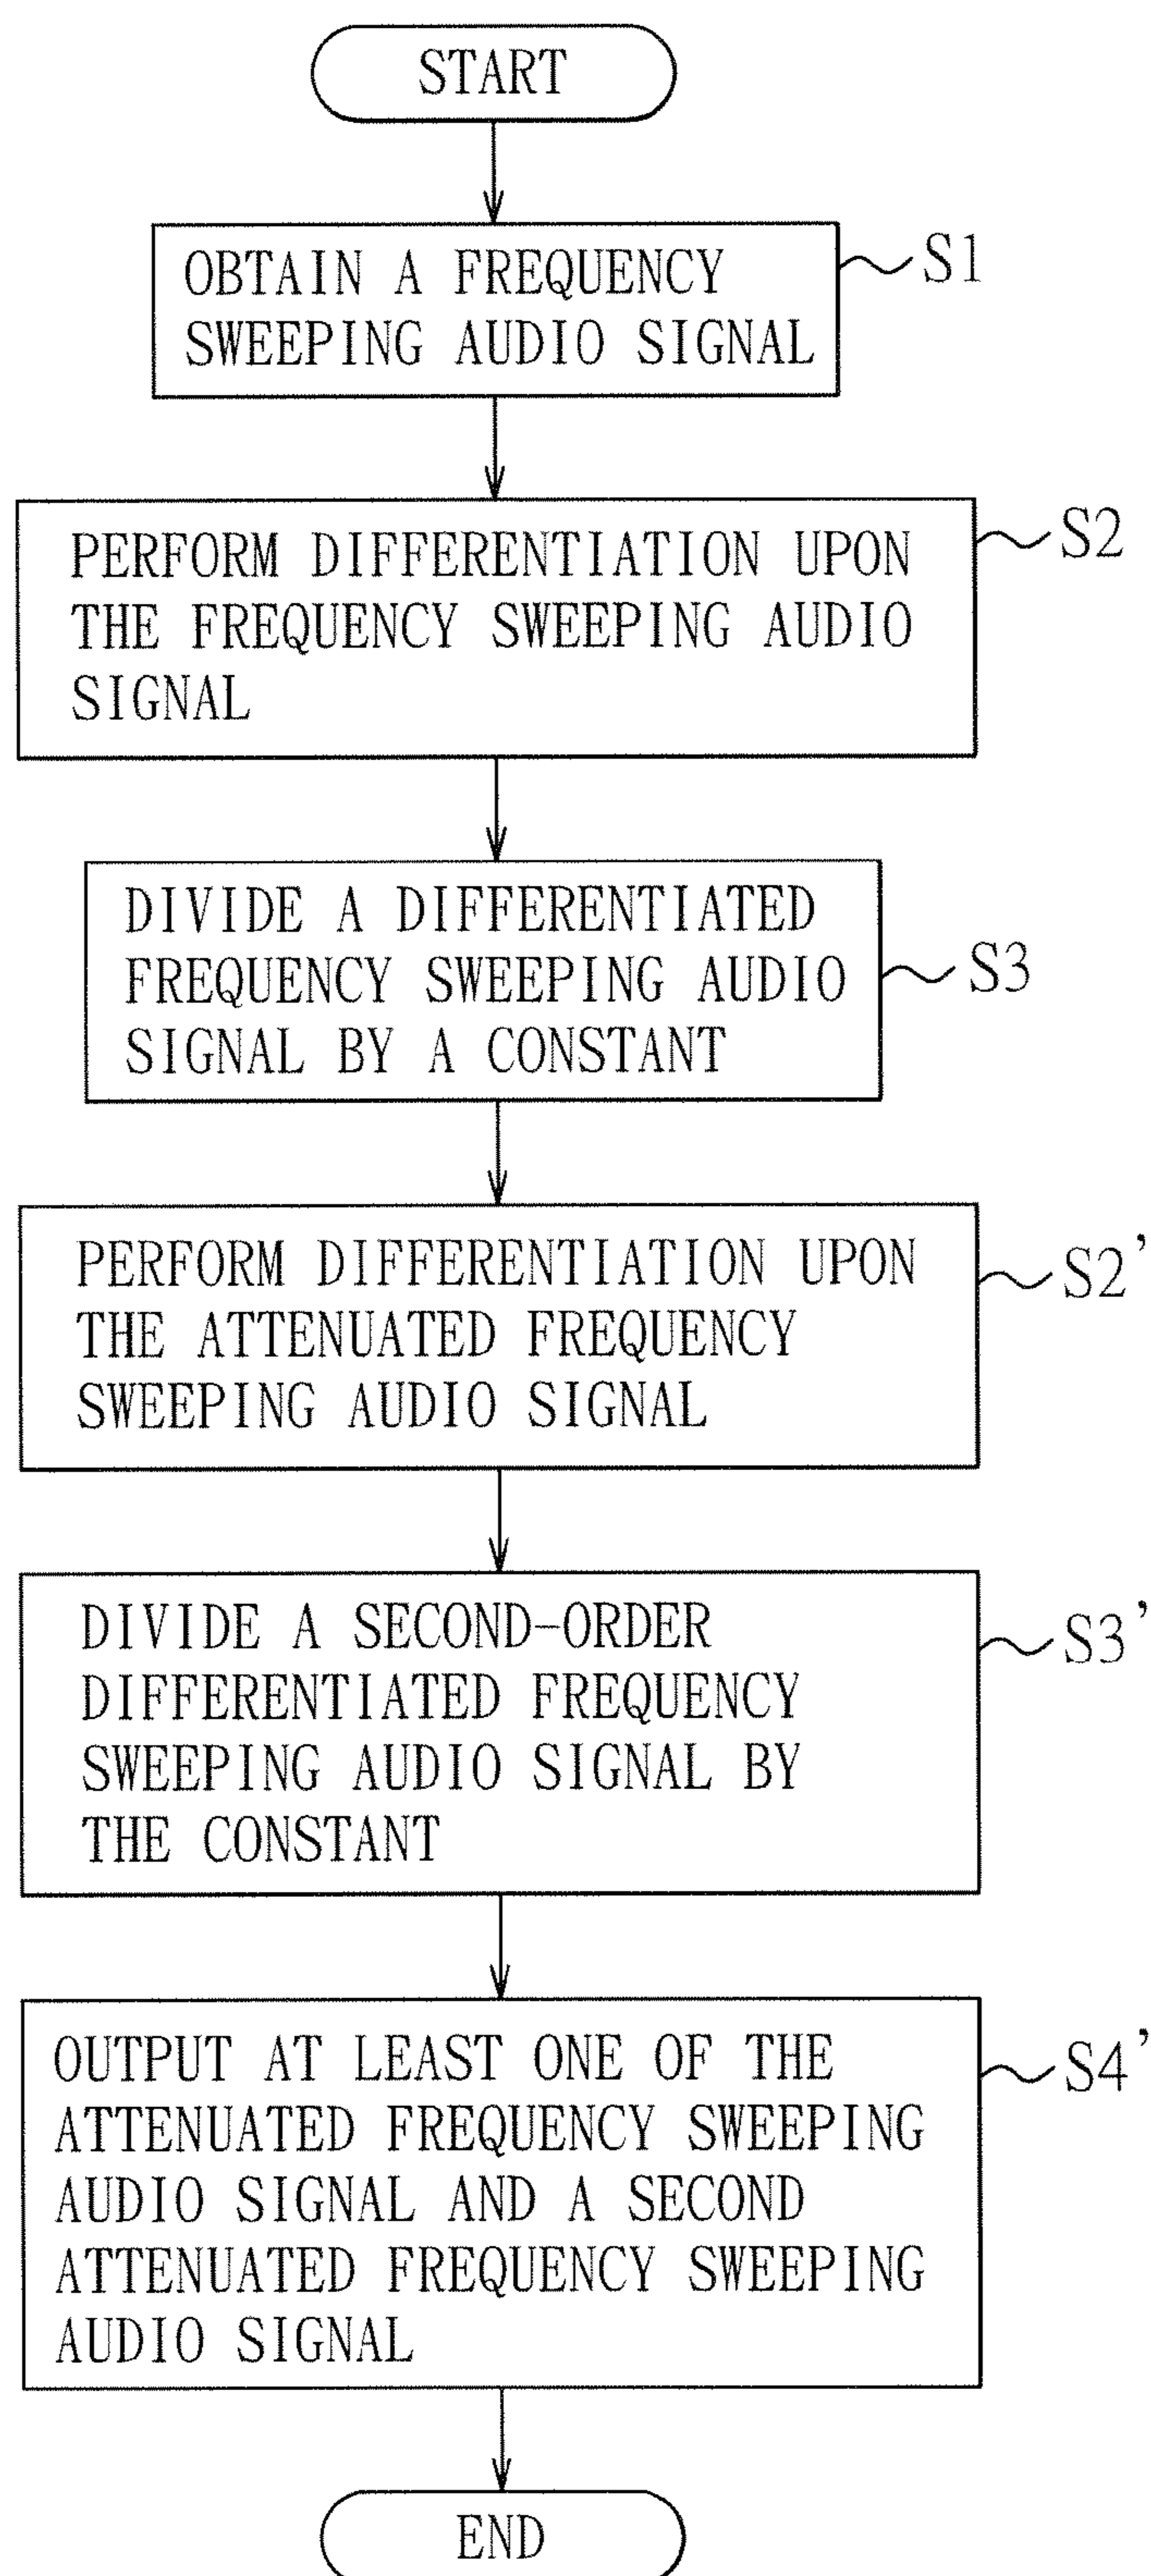 START
OBTAIN A FREQUENCY
SWEEPING AUDIO SIGNAL
S1
PERFORM DIFFERENTIATION UPON
THE FREQUENCY SWEEPING AUDIO
SIGNAL
S2
DIVIDE A DIFFERENTIATED
FREQUENCY SWEEPING AUDIO
SIGNAL BY A CONSTANT
S3
PERFORM DIFFERENTIATION UPON
THE ATTENUATED FREQUENCY
SWEEPING AUDIO SIGNAL
S2'
DIVIDE A SECOND-ORDER
DIFFERENTIATED FREQUENCY
SWEEPING AUDIO SIGNAL BY
THE CONSTANT
S3'
OUTPUT AT LEAST ONE OF THE
ATTENUATED FREQUENCY SWEEPING
AUDIO SIGNAL AND A SECOND
ATTENUATED FREQUENCY SWEEPING
AUDIO SIGNAL
S4'
END